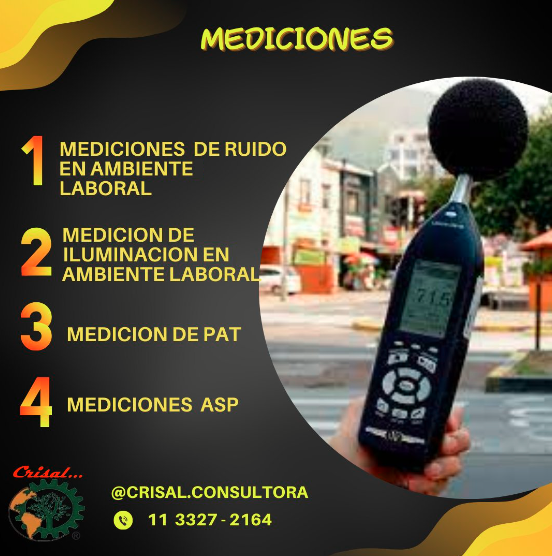 MEDICIONES
1 MEDICIONES DE RUIDO
EN AMBIENTE
LABORAL
2 MEDICION DE
ILUMINACION EN
AMBIENTE LABORAL
3 MEDICION DE PAT
4 MEDICIONES ASP
71.5
Crisal...
®
@CRISAL.CONSULTORA
11 3327 - 2164